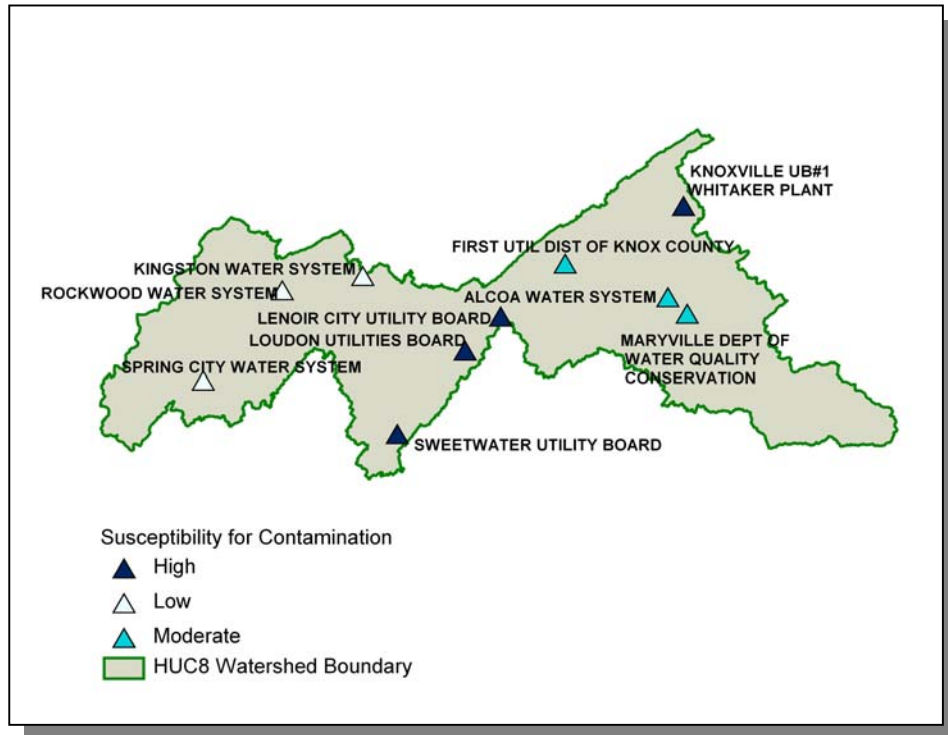 KNOXVILLE UB#1
WHITAKER PLANT
FIRST UTIL DIST OF KNOX COUNTY
KINGSTON WATER SYSTEM
ROCKWOOD WATER SYSTEM
ALCOA WATER SYSTEM
LENOIR CITY UTILITY BOARD
LOUDON UTILITIES BOARD
MARYVILLE DEPT OF
WATER QUALITY
CONSERVATION
SPRING CITY WATER SYSTEM
SWEETWATER UTILITY BOARD
Susceptibility for Contamination
High
Low
Moderate
HUC8 Watershed Boundary